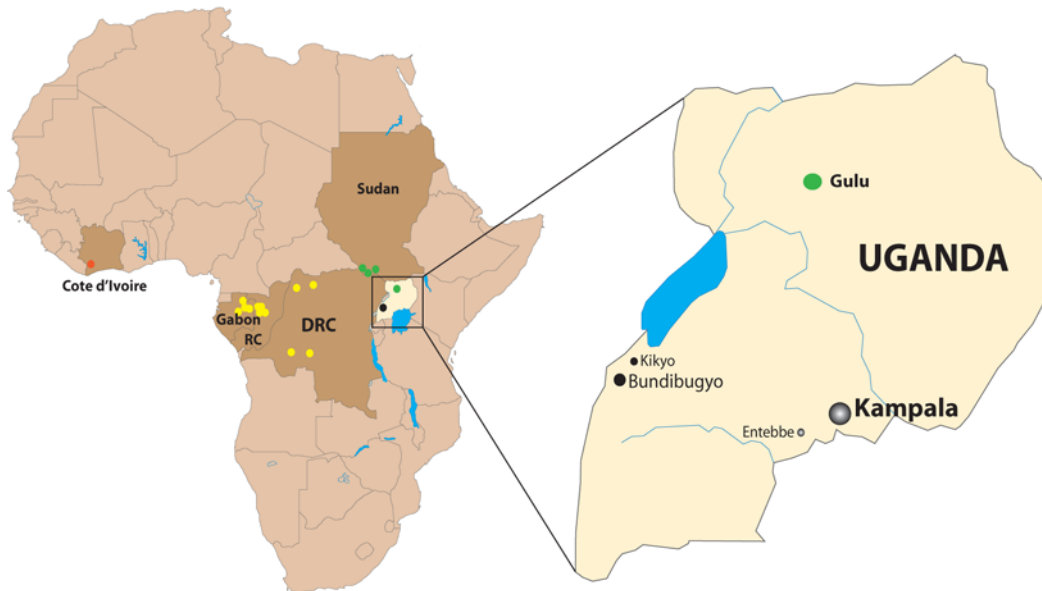 Sudan
Cote d'Ivoire
Gabon
RC
DRC
Gulu
UGANDA
Kikyo
Bundibugyo
Kampala
Entebbe